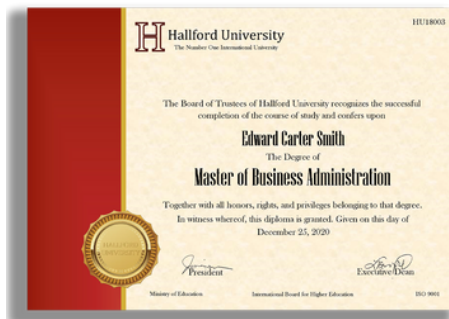 HU18003
H Hallford University
The Number One International University
The Board of Trustees of Hallford University recognizes the successful
completion of the course of study and confers upon
Edward Carter Smith
The Degree of
Master of Business Administration
Together with all honors, rights, and privileges belonging to that degree.
In witness whereof, this diploma is granted. Given on this day of
December 25, 2020
President
Executive Dean
Ministry of Education
International Board for Higher Education
ISO 9001
HALLFORD
UNIVERSITY